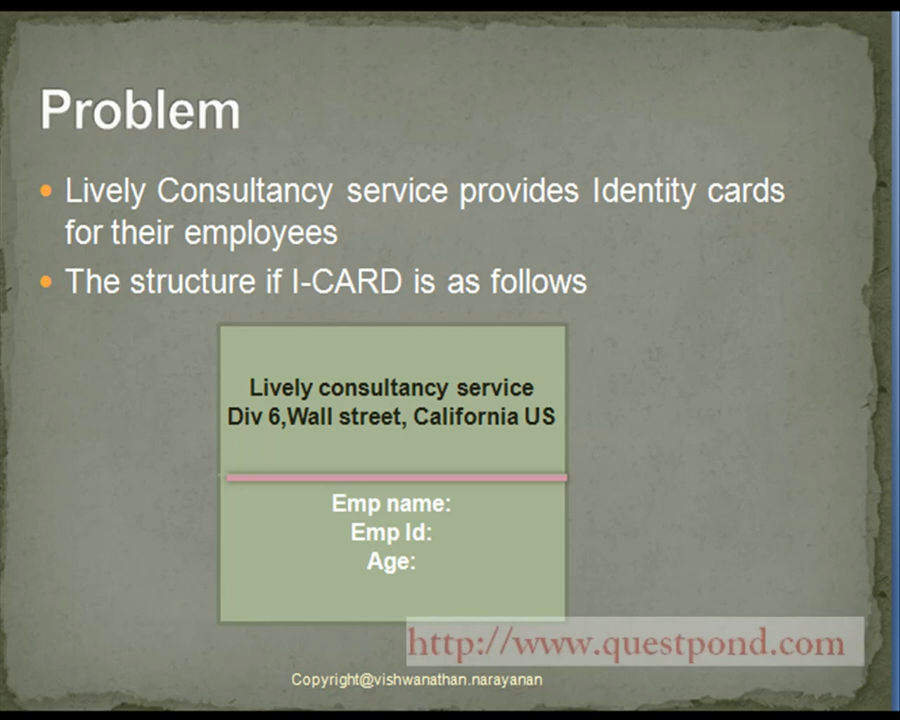 Problem
Lively Consultancy service provides Identity cards
for their employees
The structure if I-CARD is as follows
Lively consultancy service
Div 6,Wall street, California US
Emp name:
Emp Id:
Age:
http://www.questpond.com
Copyright@vishwanathan.narayanan